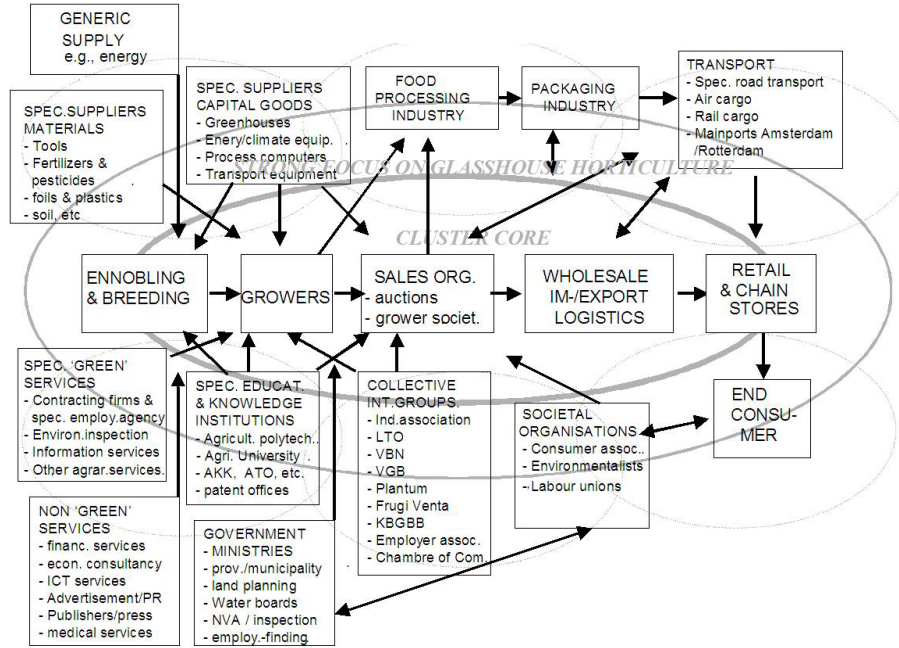 GENERIC
SUPPLY
e.g., energy
SPEC.SUPPLIERS
MATERIALS
- Tools
- Fertilizers &
pesticides
- foils & plastics
- soil, etc
SPEC. SUPPLIERS
CAPITAL GOODS
- Greenhouses
- Enery/climate equip.
- Process computers
- Transport equipment
FOOD
PROCESSING
INDUSTRY
PACKAGING
INDUSTRY
TRANSPORT
- Spec. road transport
- Air cargo
- Rail cargo
- Mainports Amsterdam
/Rotterdam
STRONG FOCUS ON GLASSHOUSE HORTICULTURE
CLUSTER CORE
ENNOBLING
& BREEDING
GROWERS
SALES ORG.
- auctions
- grower societ.
WHOLESALE
IM-/EXPORT
LOGISTICS
RETAIL
& CHAIN
STORES
SPEC. ‘GREEN’
SERVICES
- Contracting firms &
spec. employ.agency
- Environ.inspection
- Information services
- Other agrar.services.
SPEC. EDUCAT.
& KNOWLEDGE
INSTITUTIONS
- Agricult. polytech..
- Agri. University .
- AKK, ATO, etc.
- patent offices
COLLECTIVE
INT.GROUPS.
- Ind.association
- LTO
- VBN
- VGB
- Plantum
- Frugi Venta
- KBGBB
- Employer assoc.
- Chambre of Com.
SOCIETAL
ORGANISATIONS
- Consumer assoc..
- Environmentalists
- Labour unions
END
CONSU-
MER
NON ‘GREEN’
SERVICES
- financ. services
- econ. consultancy
- ICT services
- Advertisement/PR
- Publishers/press
- medical services
GOVERNMENT
- MINISTRIES
- prov./municipality
- land planning
- Water boards
- NVA / inspection
- employ.-finding